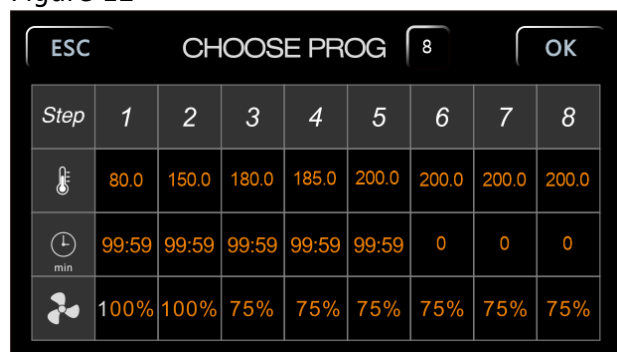 ESC CHOOSE PROG 8 OK
Step 1 2 3 4 5 6 7 8
80.0 150.0 180.0 185.0 200.0 200.0 200.0 200.0
min 99:59 99:59 99:59 99:59 99:59 0 0 0
100% 100% 75% 75% 75% 75% 75% 75%